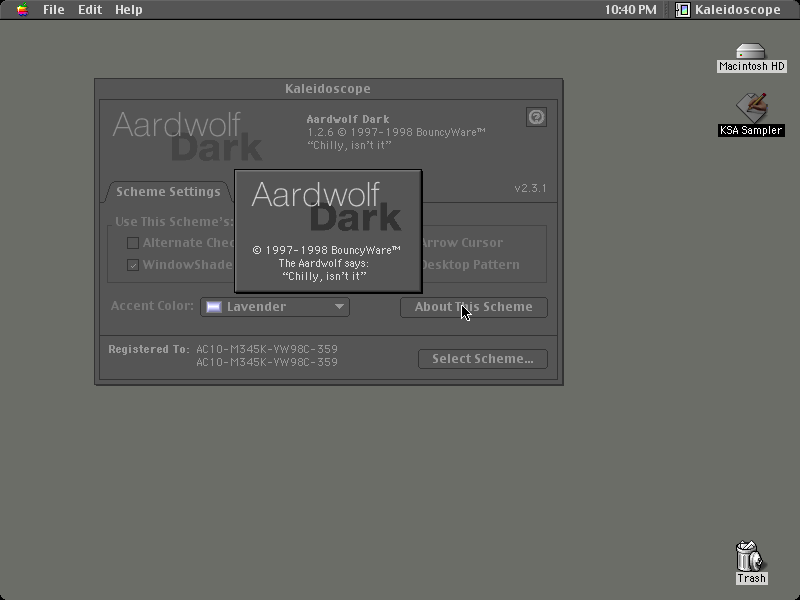 File Edit Help 10:40 PM Kaleidoscope
Macintosh HD
KSA Sampler
Kaleidoscope
Aardwolf
Dark
Aardwolf Dark
1.2.6 © 1997-1998 BouncyWare™
“Chilly, isn't it”
Scheme Settings
v2.3.1
Use This Scheme's:
Alternate Chec
Arrow Cursor
WindowShade
Desktop Pattern
Aardwolf
Dark
© 1997-1998 BouncyWare™
The Aardwolf says:
“Chilly, isn't it”
Accent Color: Lavender
About This Scheme
Registered To: AC10-M345K-YW98C-359
AC10-M345K-YW98C-359
Select Scheme...
Trash